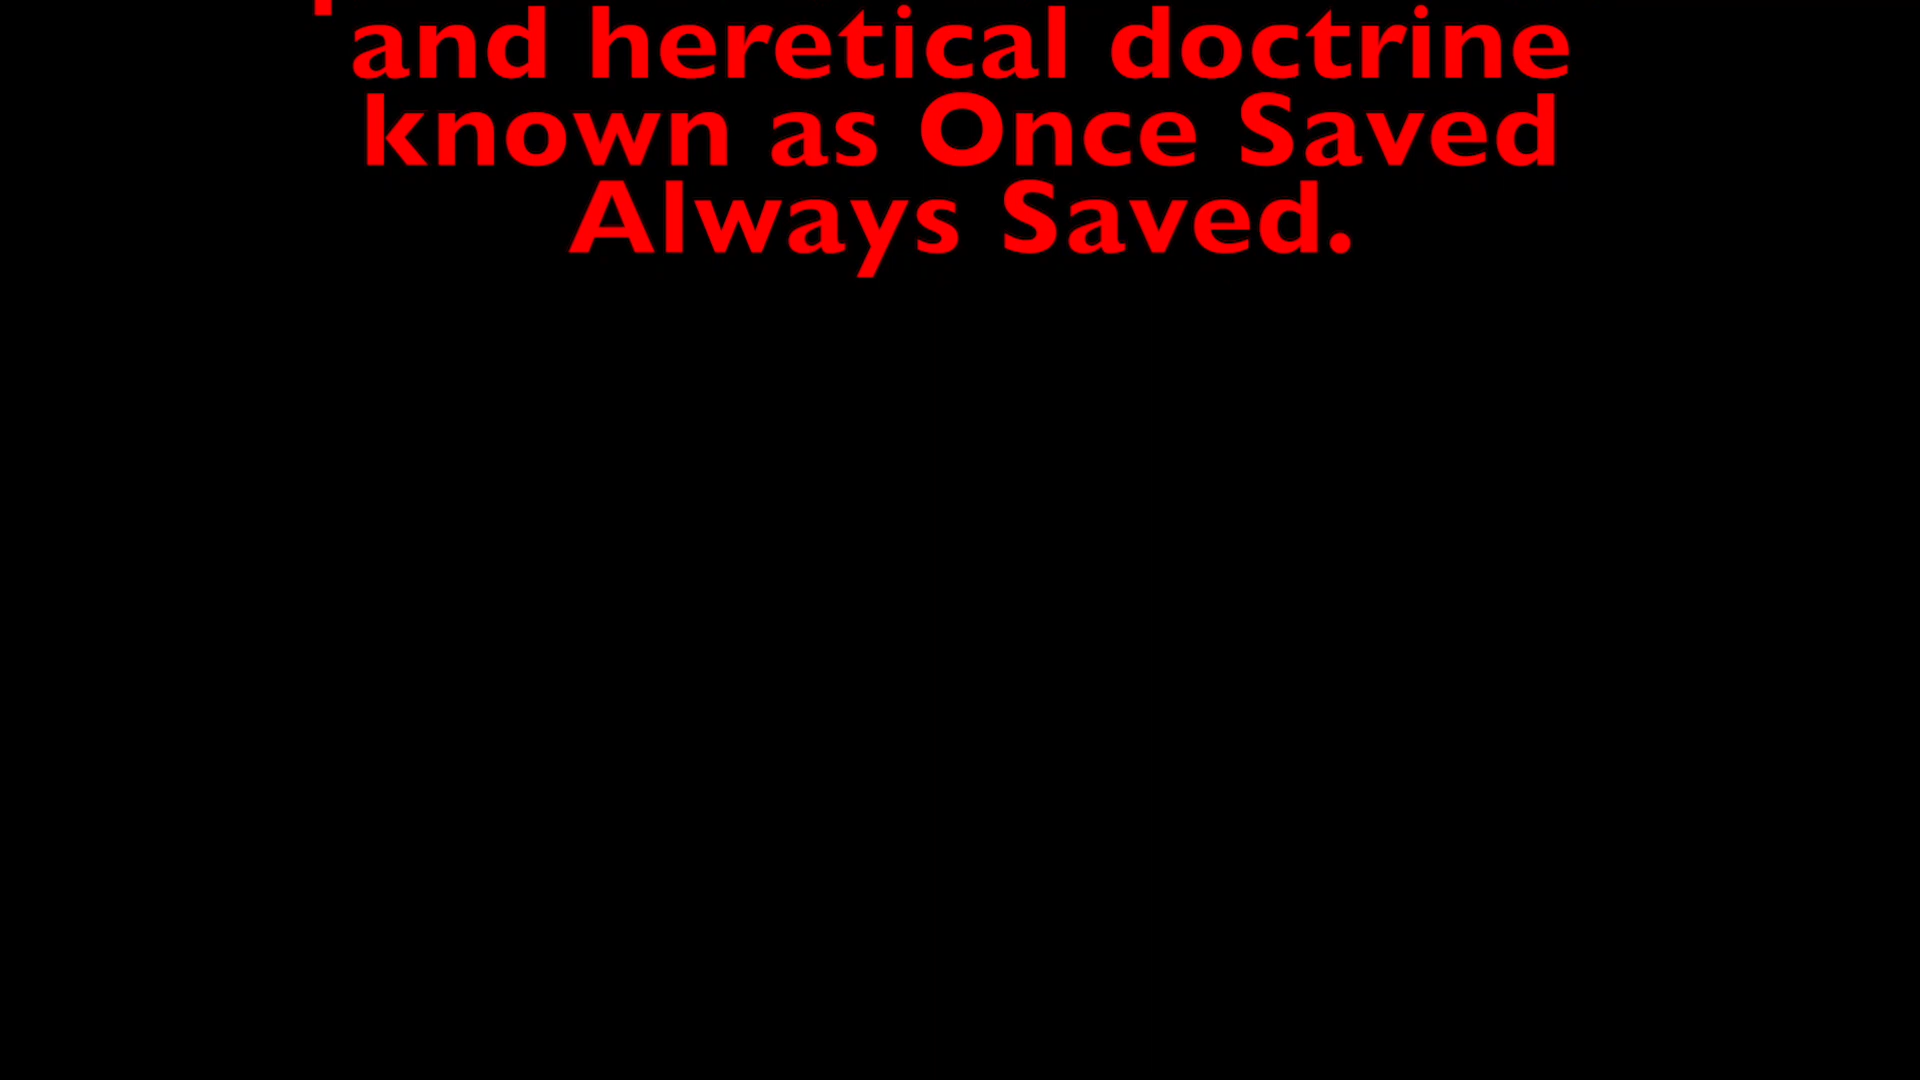 and heretical doctrine
known as Once Saved
Always Saved.